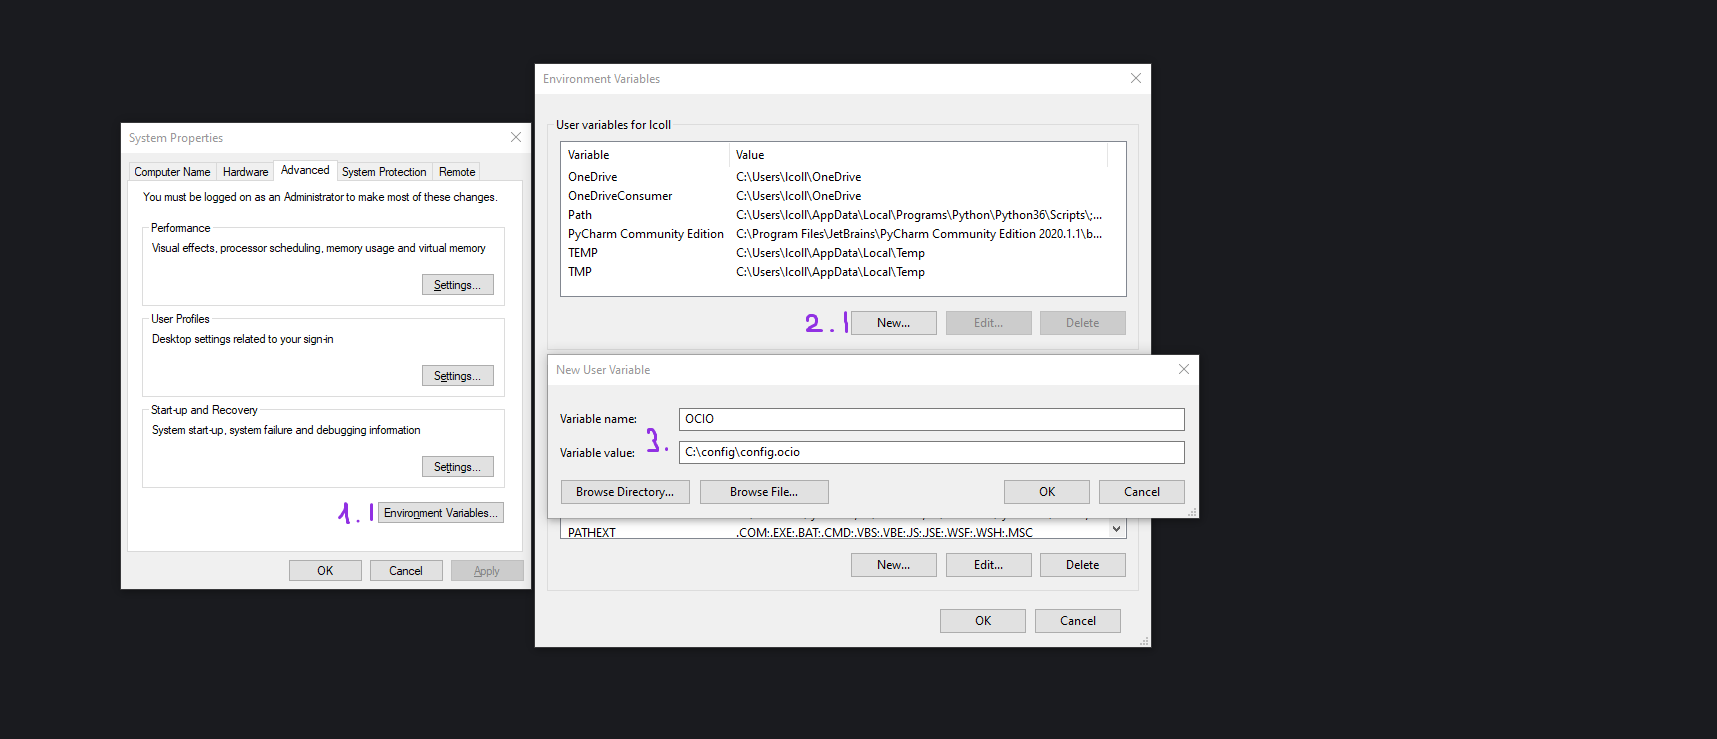 System Properties
Computer Name Hardware Advanced System Protection Remote
You must be logged on as an Administrator to make most of these changes.
Performance
Visual effects, processor scheduling, memory usage and virtual memory
Settings...
User Profiles
Desktop settings related to your sign-in
Settings...
Start-up and Recovery
System start-up, system failure and debugging information
Settings...
1. Environment Variables...
OK Cancel Apply
Environment Variables
User variables for lcoll
Variable Value
OneDrive C:\Users\lcoll\OneDrive
OneDriveConsumer C:\Users\lcoll\OneDrive
Path C:\Users\lcoll\AppData\Local\Programs\Python\Python36\Scripts\;...
PyCharm Community Edition C:\Program Files\JetBrains\PyCharm Community Edition 2020.1.1\b...
TEMP C:\Users\lcoll\AppData\Local\Temp
TMP C:\Users\lcoll\AppData\Local\Temp
2. New... Edit... Delete
New User Variable
Variable name: OCIO
3.
Variable value: C:\config\config.ocio
Browse Directory... Browse File... OK Cancel
PATHEXT .COM;.EXE;.BAT;.CMD;.VBS;.VBE;.JS;.JSE;.WSF;.WSH;.MSC
New... Edit... Delete
OK Cancel